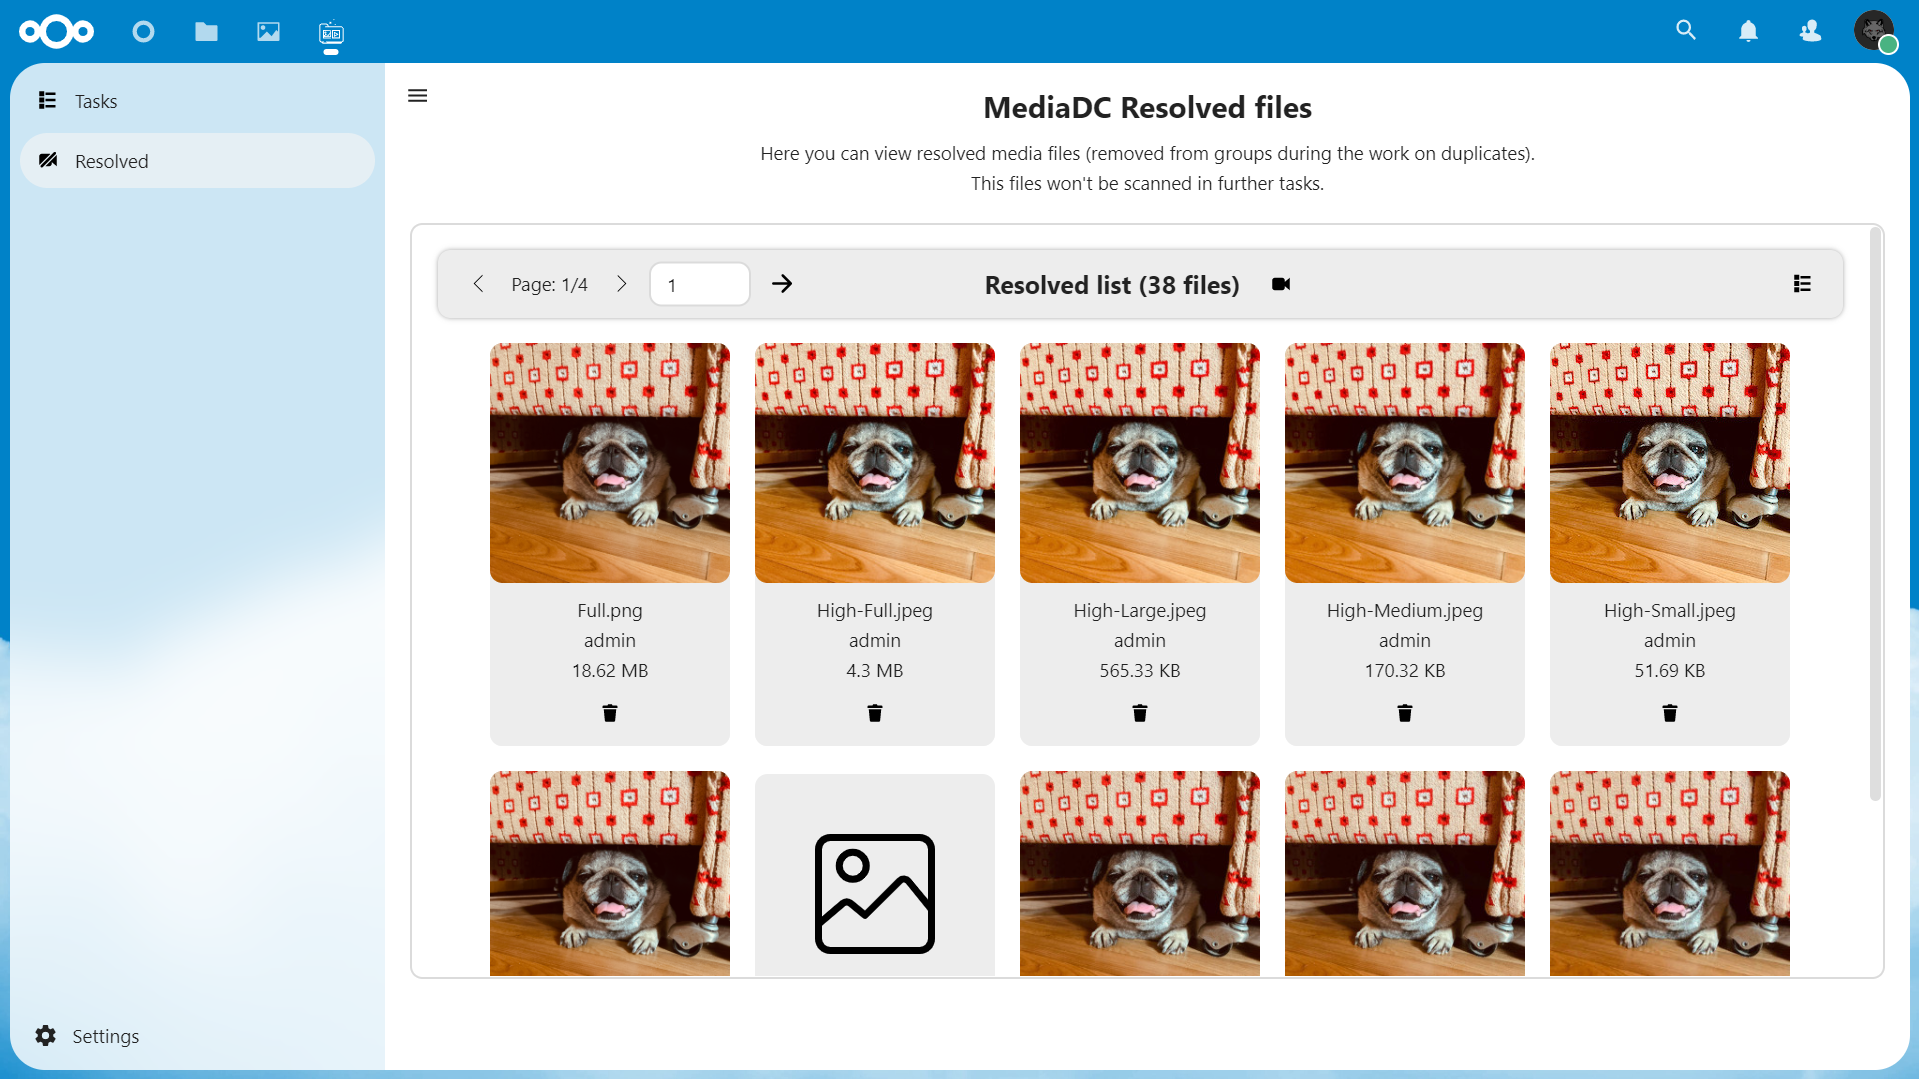 Tasks
Resolved
Settings
MediaDC Resolved files
Here you can view resolved media files (removed from groups during the work on duplicates).
This files won't be scanned in further tasks.
Page: 1/4
1
Resolved list (38 files)
Full.png
admin
18.62 MB
High-Full.jpeg
admin
4.3 MB
High-Large.jpeg
admin
565.33 KB
High-Medium.jpeg
admin
170.32 KB
High-Small.jpeg
admin
51.69 KB